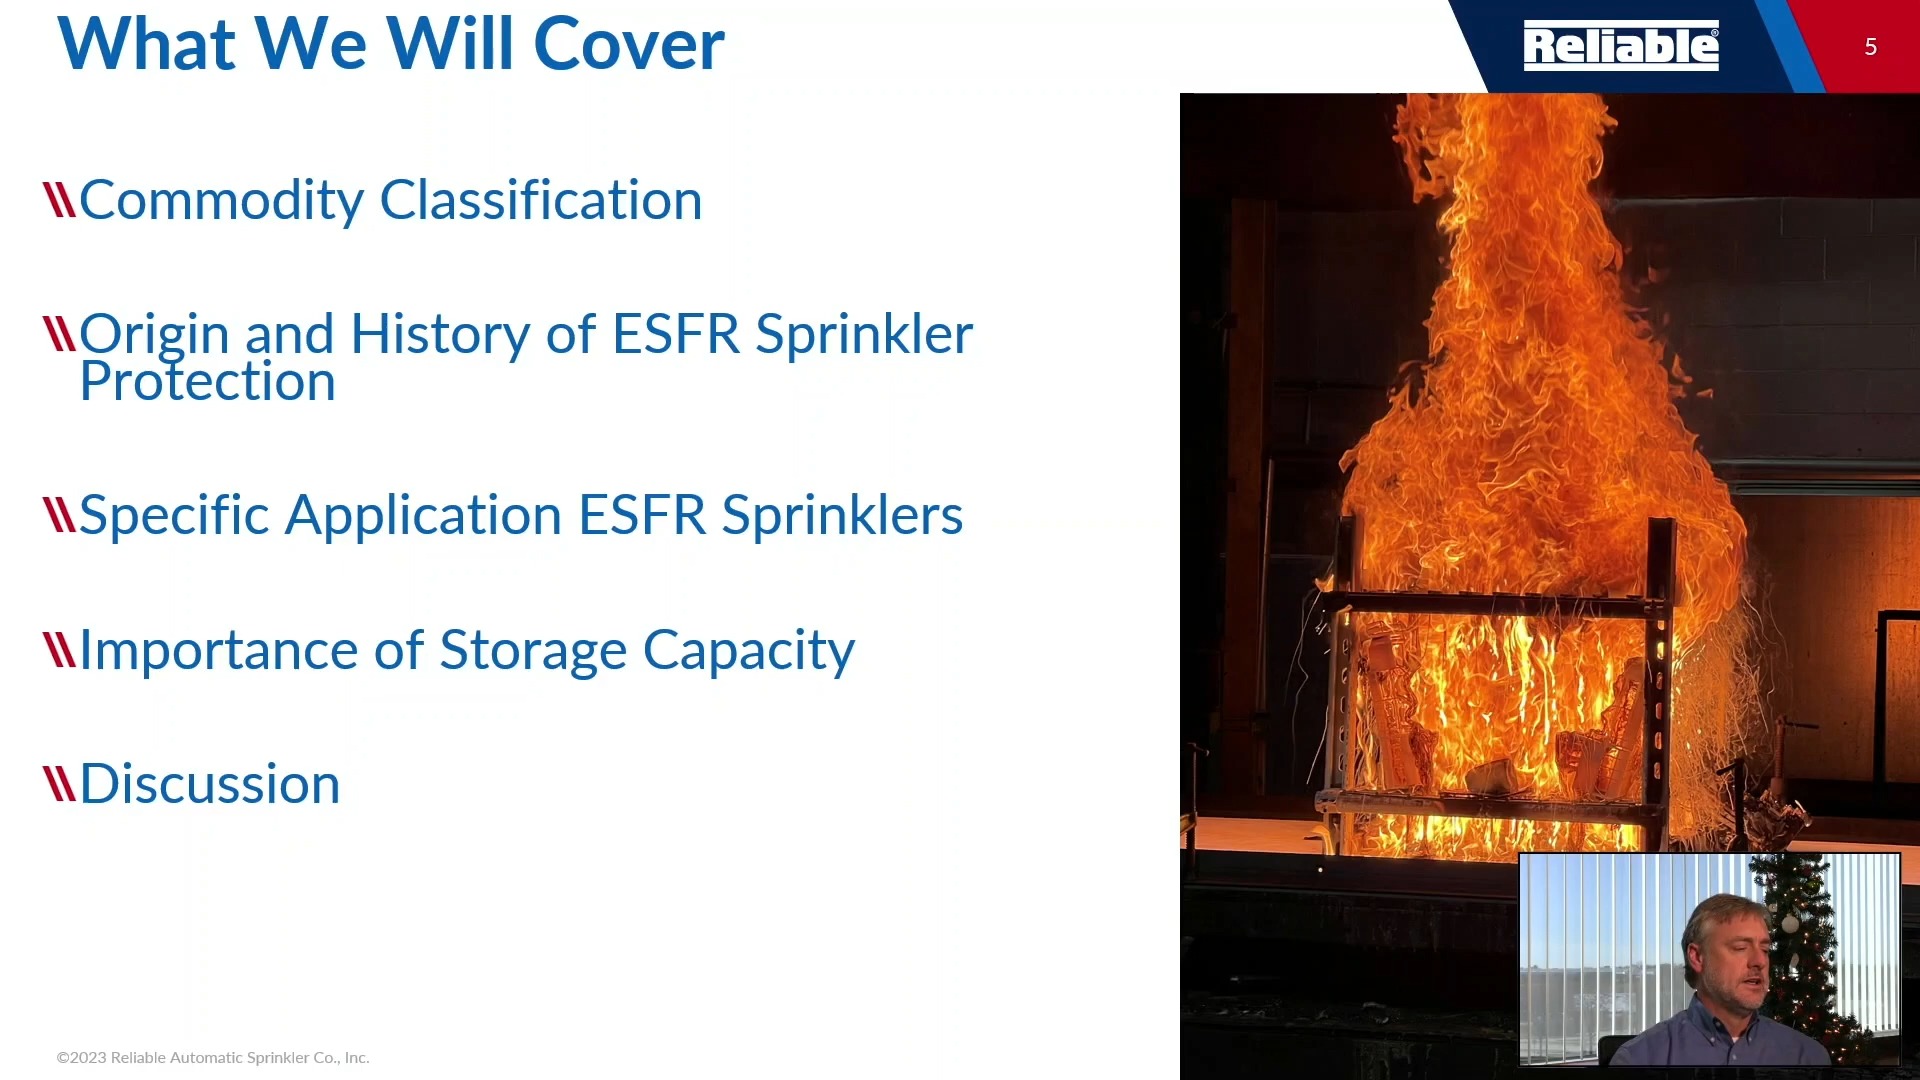 What We Will Cover
Reliable®
5
Commodity Classification
Origin and History of ESFR Sprinkler
Protection
Specific Application ESFR Sprinklers
Importance of Storage Capacity
Discussion
©2023 Reliable Automatic Sprinkler Co., Inc.